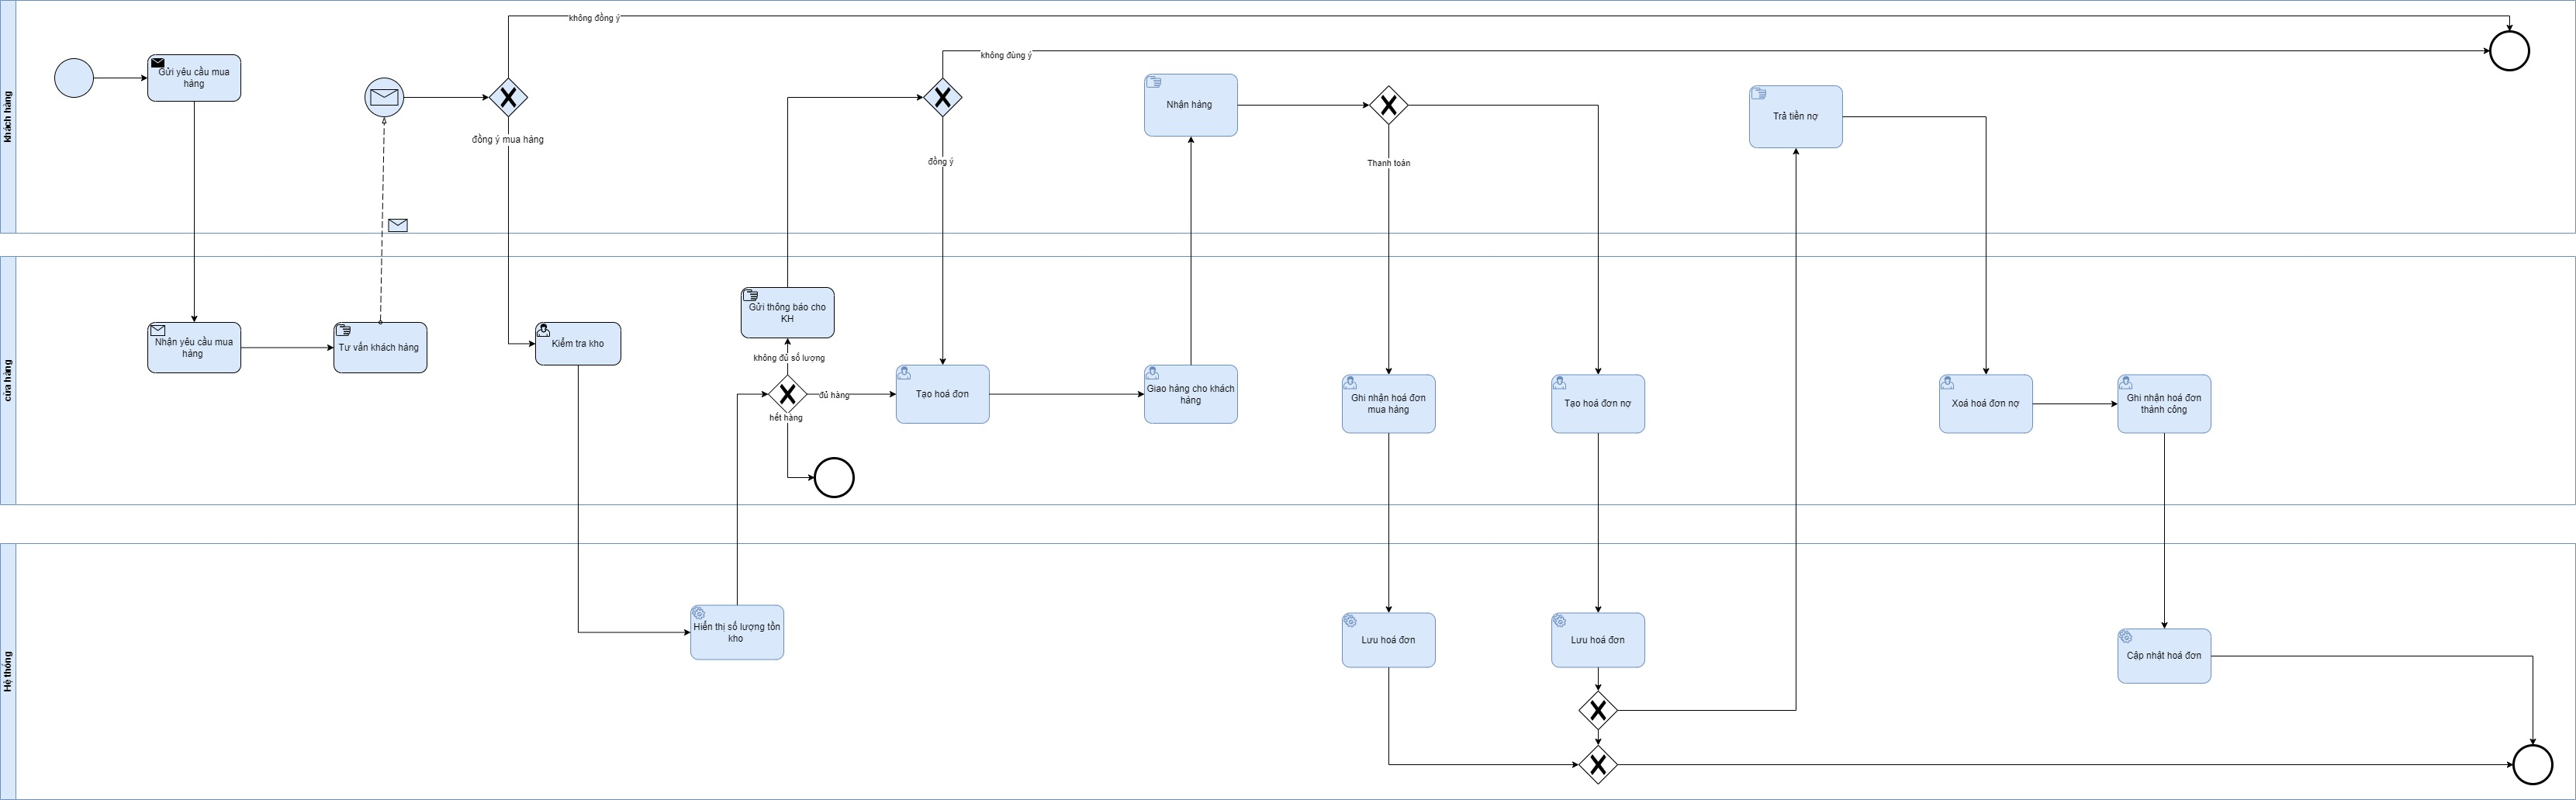 khách hàng
không đồng ý
không đùng ý
Gửi yêu cầu mua
hàng
đồng ý mua hàng
đồng ý
Nhận hàng
Thanh toán
Trả tiền nợ
cửa hàng
Nhận yêu cầu mua
hàng
Tư vấn khách hàng
Kiểm tra kho
Gửi thông báo cho
KH
không đủ số lượng
đủ hàng
hết hàng
Tạo hoá đơn
Giao hàng cho khách
hàng
Ghi nhận hoá đơn
mua hàng
Tạo hoá đơn nợ
Xoá hoá đơn nợ
Ghi nhận hoá đơn
thành công
Hệ thống
Hiển thị số lượng tồn
kho
Lưu hoá đơn
Lưu hoá đơn
Cập nhật hoá đơn